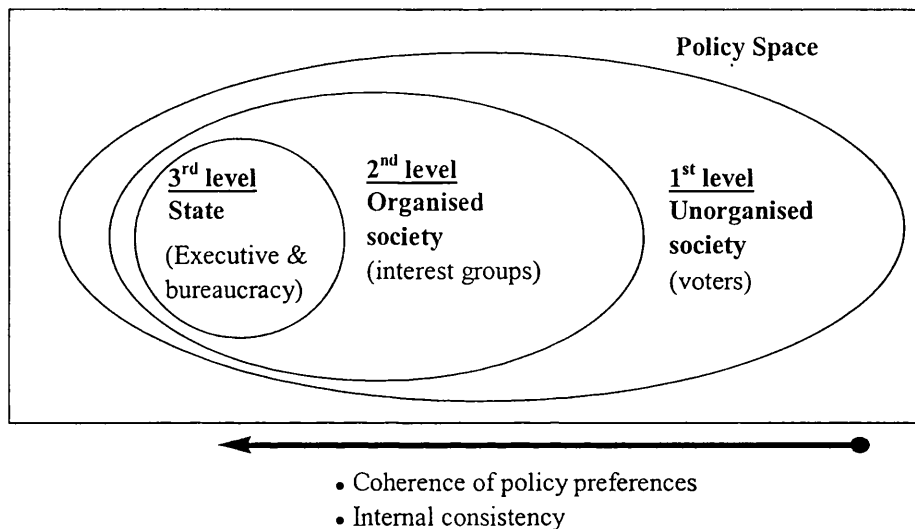 Policy Space
3rd level
State
(Executive &
bureaucracy)
2nd level
Organised
society
(interest groups)
1st level
Unorganised
society
(voters)
• Coherence of policy preferences
• Internal consistency